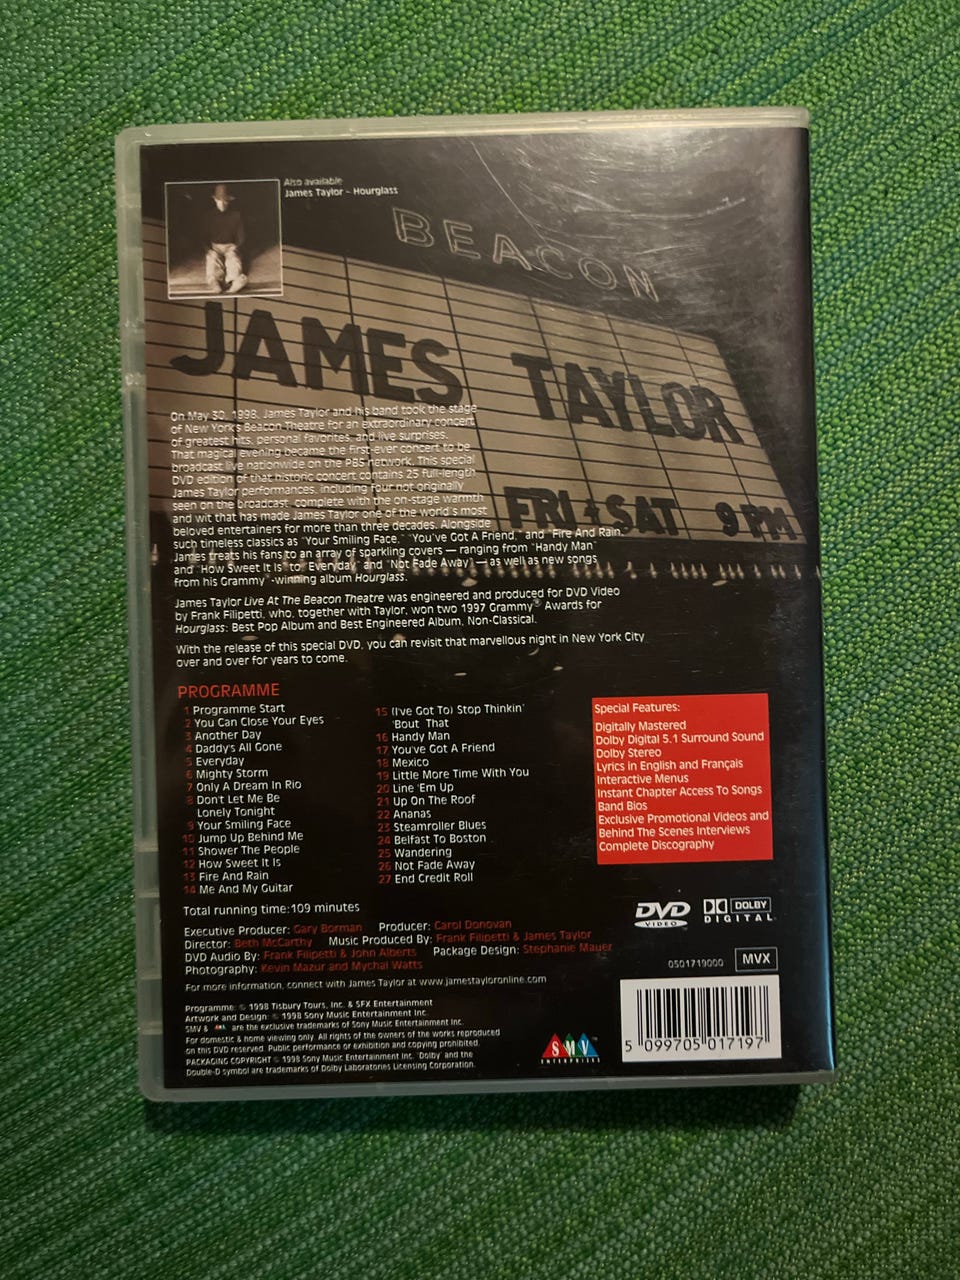 Also available
James Taylor - Hourglass
BEACON
JAMES TAYLOR
FRI & SAT 9 PM
On May 30, 1998, James Taylor and his band took the stage
of New York's Beacon Theatre for an extraordinary concert
of greatest hits, personal favorites, and live surprises.
That magical evening became the first-ever concert to be
broadcast live nationwide on the PBS network. This special
DVD edition of that historic concert contains 25 full-length
James Taylor performances, including four not originally
seen on the broadcast, complete with the on-stage warmth
and wit that has made James Taylor one of the world's most
beloved entertainers for more than three decades. Alongside
such timeless classics as "Your Smiling Face," "You've Got A Friend," and "Fire And Rain,"
James treats his fans to an array of sparkling covers — ranging from "Handy Man"
and "How Sweet It Is" to "Everyday" and "Not Fade Away" — as well as new songs
from his Grammy®-winning album Hourglass.
James Taylor Live At The Beacon Theatre was engineered and produced for DVD Video
by Frank Filipetti, who, together with Taylor, won two 1997 Grammy® Awards for
Hourglass: Best Pop Album and Best Engineered Album, Non-Classical.
With the release of this special DVD, you can revisit that marvellous night in New York City
over and over for years to come.
PROGRAMME
1 Programme Start
2 You Can Close Your Eyes
3 Another Day
4 Daddy's All Gone
5 Everyday
6 Mighty Storm
7 Only A Dream In Rio
8 Don't Let Me Be
Lonely Tonight
9 Your Smiling Face
10 Jump Up Behind Me
11 Shower The People
12 How Sweet It Is
13 Fire And Rain
14 Me And My Guitar
15 (I've Got To) Stop Thinkin'
'Bout That
16 Handy Man
17 You've Got A Friend
18 Mexico
19 Little More Time With You
20 Line 'Em Up
21 Up On The Roof
22 Ananas
23 Steamroller Blues
24 Belfast To Boston
25 Wandering
26 Not Fade Away
27 End Credit Roll
Special Features:
Digitally Mastered
Dolby Digital 5.1 Surround Sound
Dolby Stereo
Lyrics in English and Français
Interactive Menus
Instant Chapter Access To Songs
Band Bios
Exclusive Promotional Videos and
Behind The Scenes Interviews
Complete Discography
Total running time: 109 minutes
Executive Producer: Gary Borman Producer: Carol Donovan
Director: Beth McCarthy Music Produced By: Frank Filipetti & James Taylor
DVD Audio By: Frank Filipetti & John Alberts Package Design: Stephanie Mauer
Photography: Kevin Mazur and Mychal Watts
For more information, connect with James Taylor at www.jamestayloronline.com
Programme: © 1998 Tisbury Tours, Inc. & SFX Entertainment
Artwork and Design: © 1998 Sony Music Entertainment Inc.
SMV & SMV are the exclusive trademarks of Sony Music Entertainment Inc.
For domestic & home viewing only. All rights of the owners of the works reproduced
on this DVD reserved. Public performance or exhibition and copying prohibited.
PACKAGING COPYRIGHT © 1998 Sony Music Entertainment Inc. 'Dolby' and the
Double-D symbol are trademarks of Dolby Laboratories Licensing Corporation.
DVD
VIDEO
DOLBY
DIGITAL
0501719000
MVX
SMV
ENTERPRISES
5 099705 017197